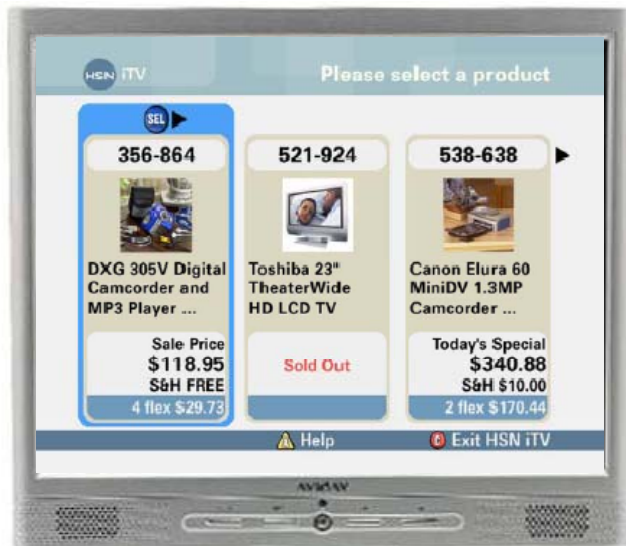 HSN iTV
Please select a product
SEL
356-864
DXG 305V Digital
Camcorder and
MP3 Player ...
Sale Price
$118.95
S&H FREE
4 flex $29.73
521-924
Toshiba 23"
TheaterWide
HD LCD TV
Sold Out
538-638
Canon Elura 60
MiniDV 1.3MP
Camcorder ...
Today's Special
$340.88
S&H $10.00
2 flex $170.44
Help
Exit HSN iTV